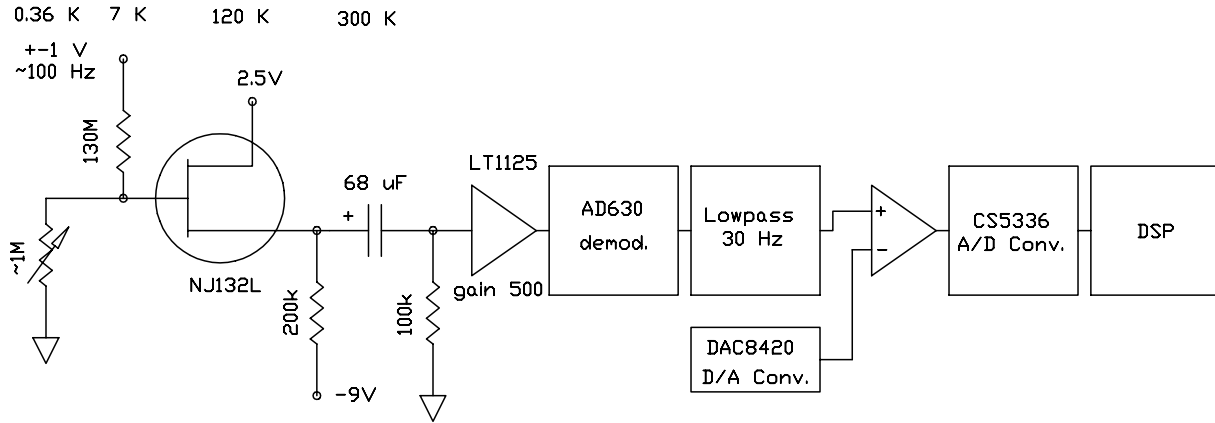 0.36 K 7 K 120 K 300 K
+-1 V
~100 Hz
2.5V
130M
LT1125
68 uF
+
AD630
demod.
Lowpass
30 Hz
+
-
CS5336
A/D Conv.
DSP
~1M
NJ132L
gain 500
200k
100k
DAC8420
D/A Conv.
-9V